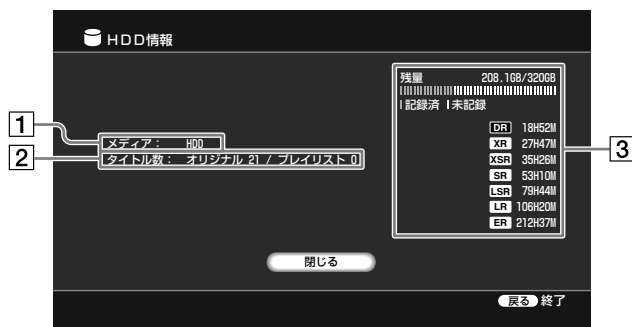 HDD情報
残量 208.1GB/320GB
記録済 未記録
DR 18H52M
XR 27H47M
XSR 35H26M
SR 53H10M
LSR 79H44M
LR 106H20M
ER 212H37M
1
メディア： HDD
2
タイトル数： オリジナル 21 / プレイリスト 0
3
閉じる
戻る 終了